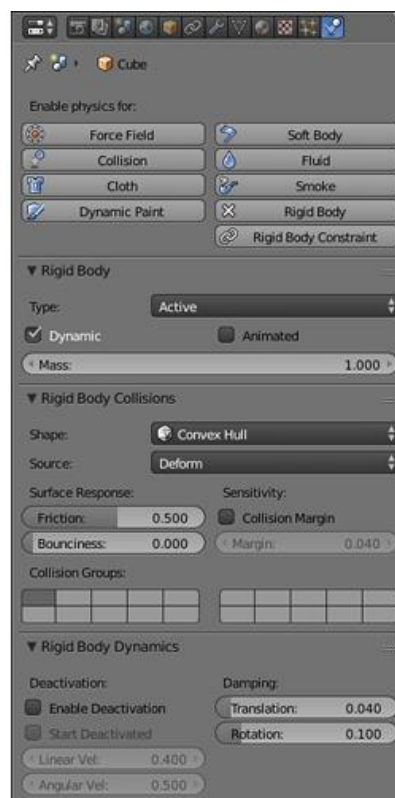 Cube
Enable physics for:
Force Field
Soft Body
Collision
Fluid
Cloth
Smoke
Dynamic Paint
Rigid Body
Rigid Body Constraint
Rigid Body
Type: Active
Dynamic
Animated
Mass: 1.000
Rigid Body Collisions
Shape: Convex Hull
Source: Deform
Surface Response:
Sensitivity:
Friction: 0.500
Collision Margin
Bounciness: 0.000
Margin: 0.040
Collision Groups:
Rigid Body Dynamics
Deactivation:
Damping:
Enable Deactivation
Translation: 0.040
Start Deactivated
Rotation: 0.100
Linear Vel: 0.400
Angular Vel: 0.500